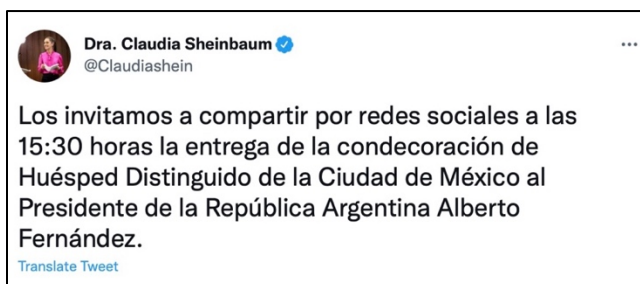 Dra. Claudia Sheinbaum
@Claudiashein
Los invitamos a compartir por redes sociales a las
15:30 horas la entrega de la condecoración de
Huésped Distinguido de la Ciudad de México al
Presidente de la República Argentina Alberto
Fernández.
Translate Tweet